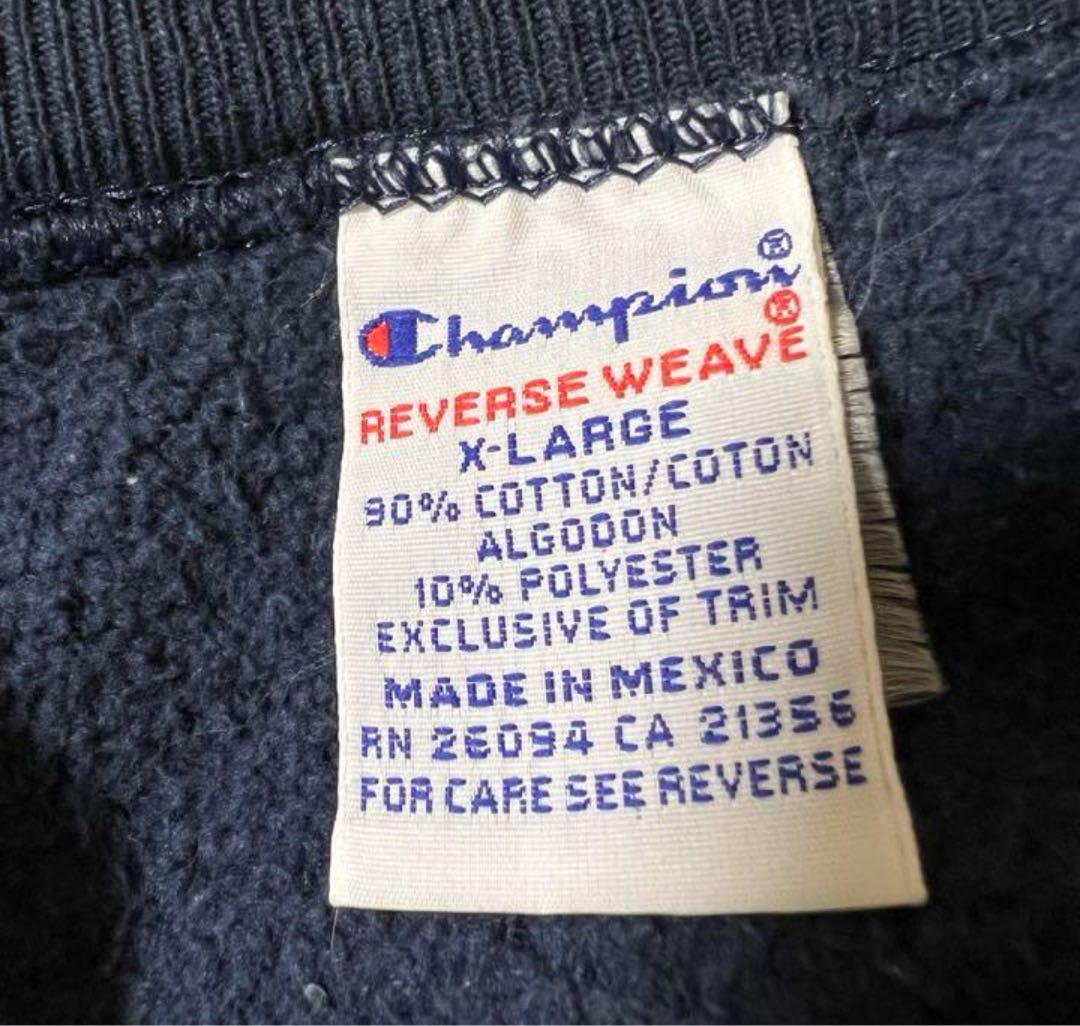 Champion®
REVERSE WEAVE®
X-LARGE
90% COTTON/COTON
ALGODON
10% POLYESTER
EXCLUSIVE OF TRIM
MADE IN MEXICO
RN 26094 CA 21356
FOR CARE SEE REVERSE